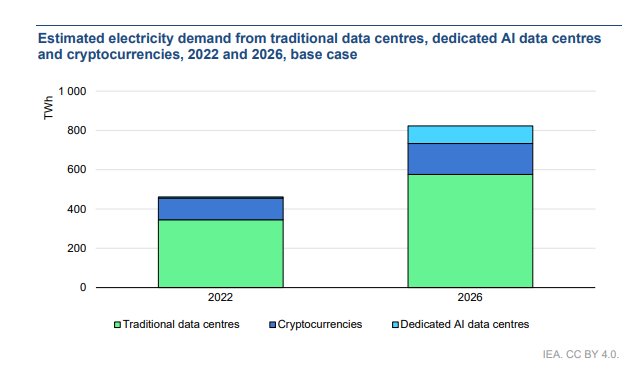 Estimated electricity demand from traditional data centres, dedicated AI data centres
and cryptocurrencies, 2022 and 2026, base case
TWh
1 000
800
600
400
200
0
2022
2026
Traditional data centres
Cryptocurrencies
Dedicated AI data centres
IEA. CC BY 4.0.